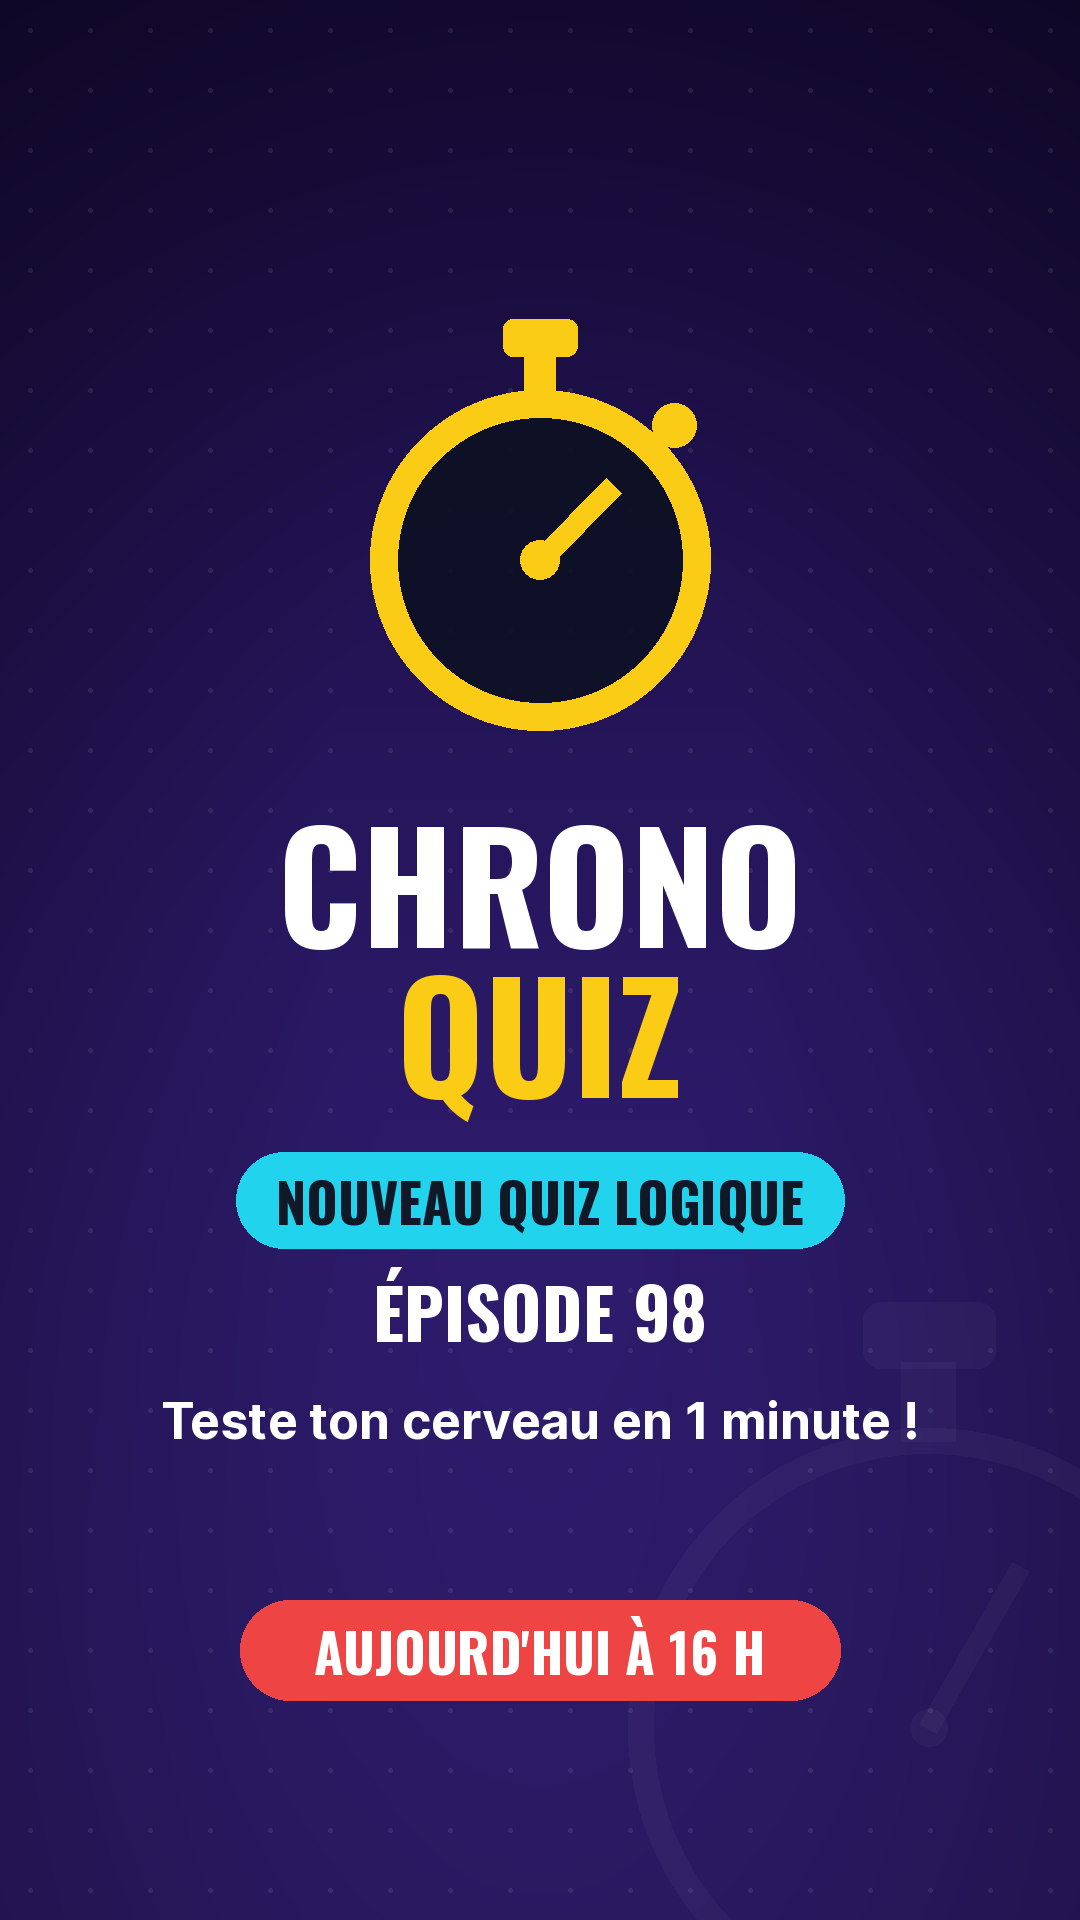 CHRONO
QUIZ
NOUVEAU QUIZ LOGIQUE
ÉPISODE 98
Teste ton cerveau en 1 minute !
AUJOURD'HUI À 16 H